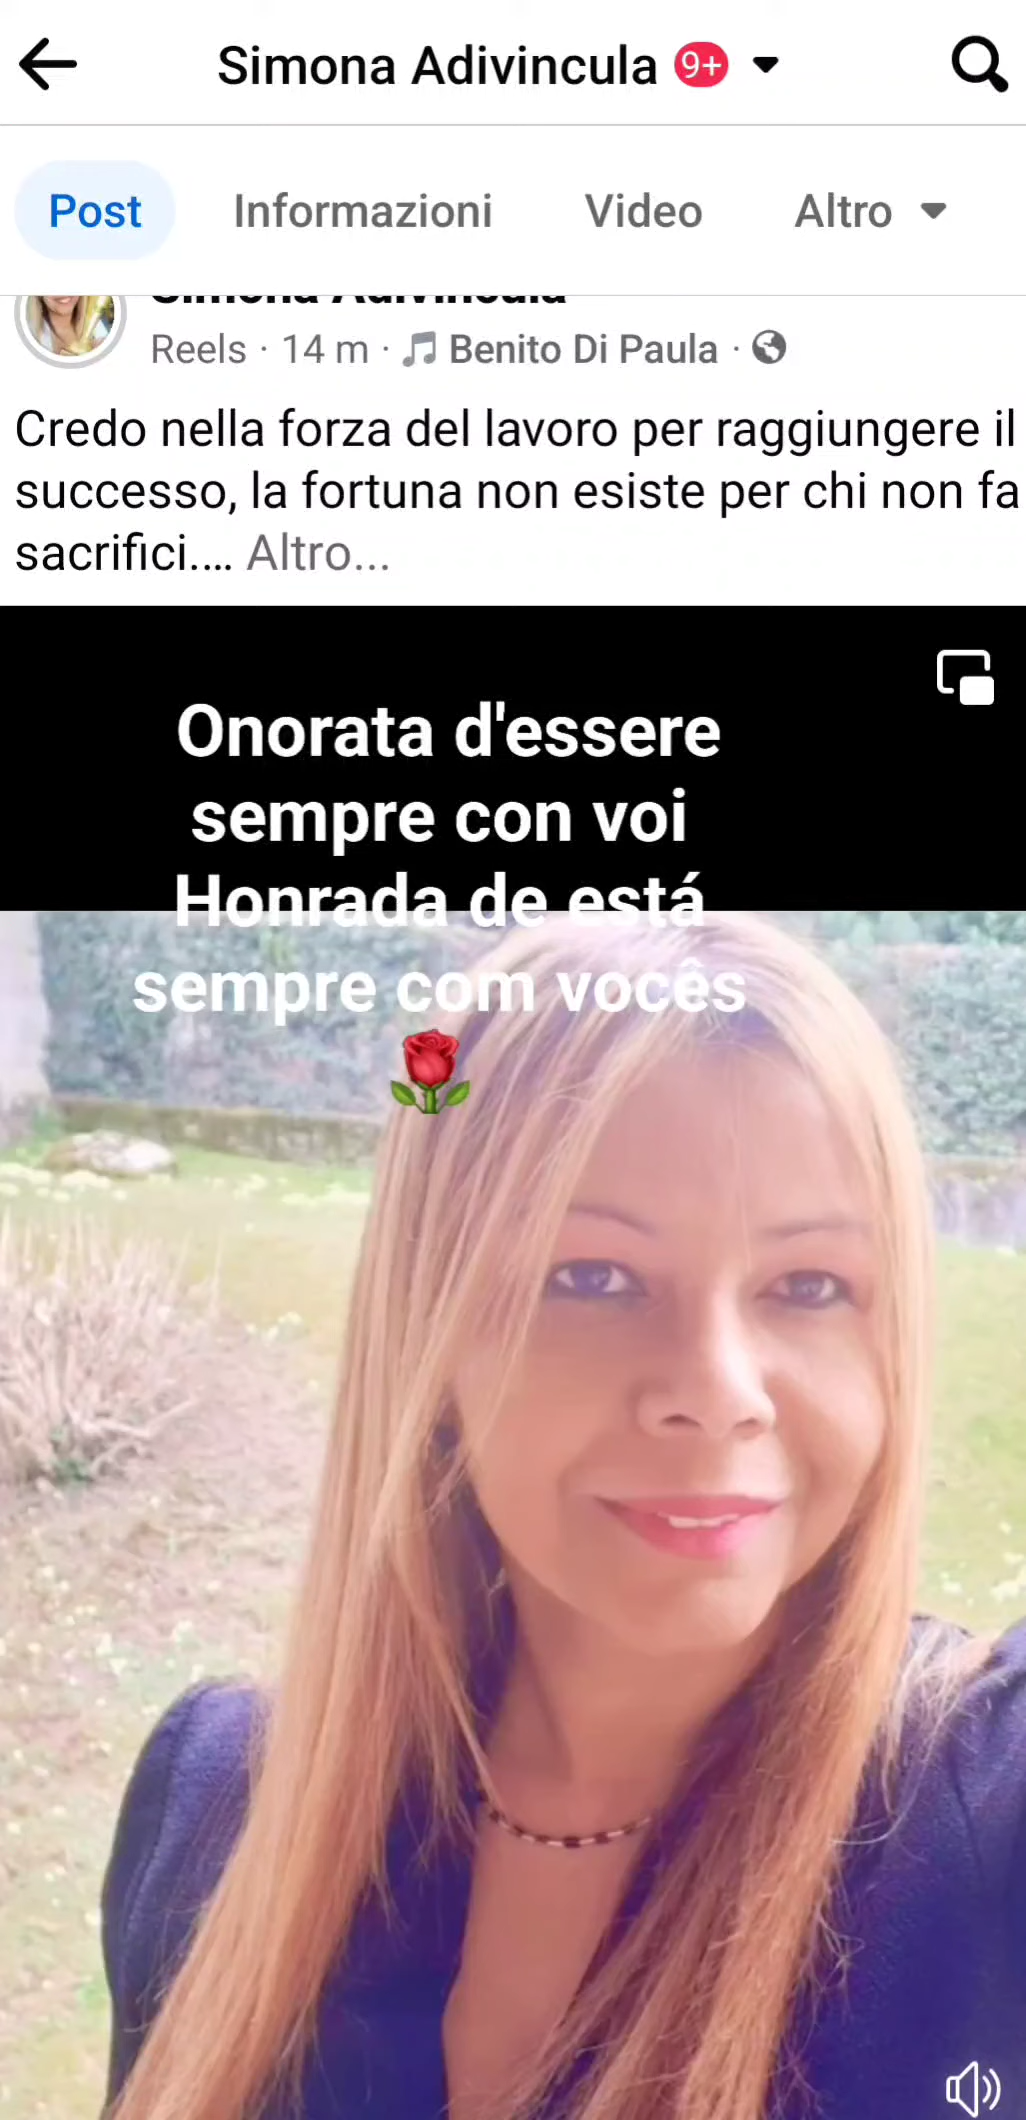 Simona Adivincula 9+
Post Informazioni Video Altro
Simona Adivincula
Reels · 14 m · Benito Di Paula ·
Credo nella forza del lavoro per raggiungere il
successo, la fortuna non esiste per chi non fa
sacrifici.... Altro...
Onorata d'essere
sempre con voi
Honrada de está
sempre com vocês